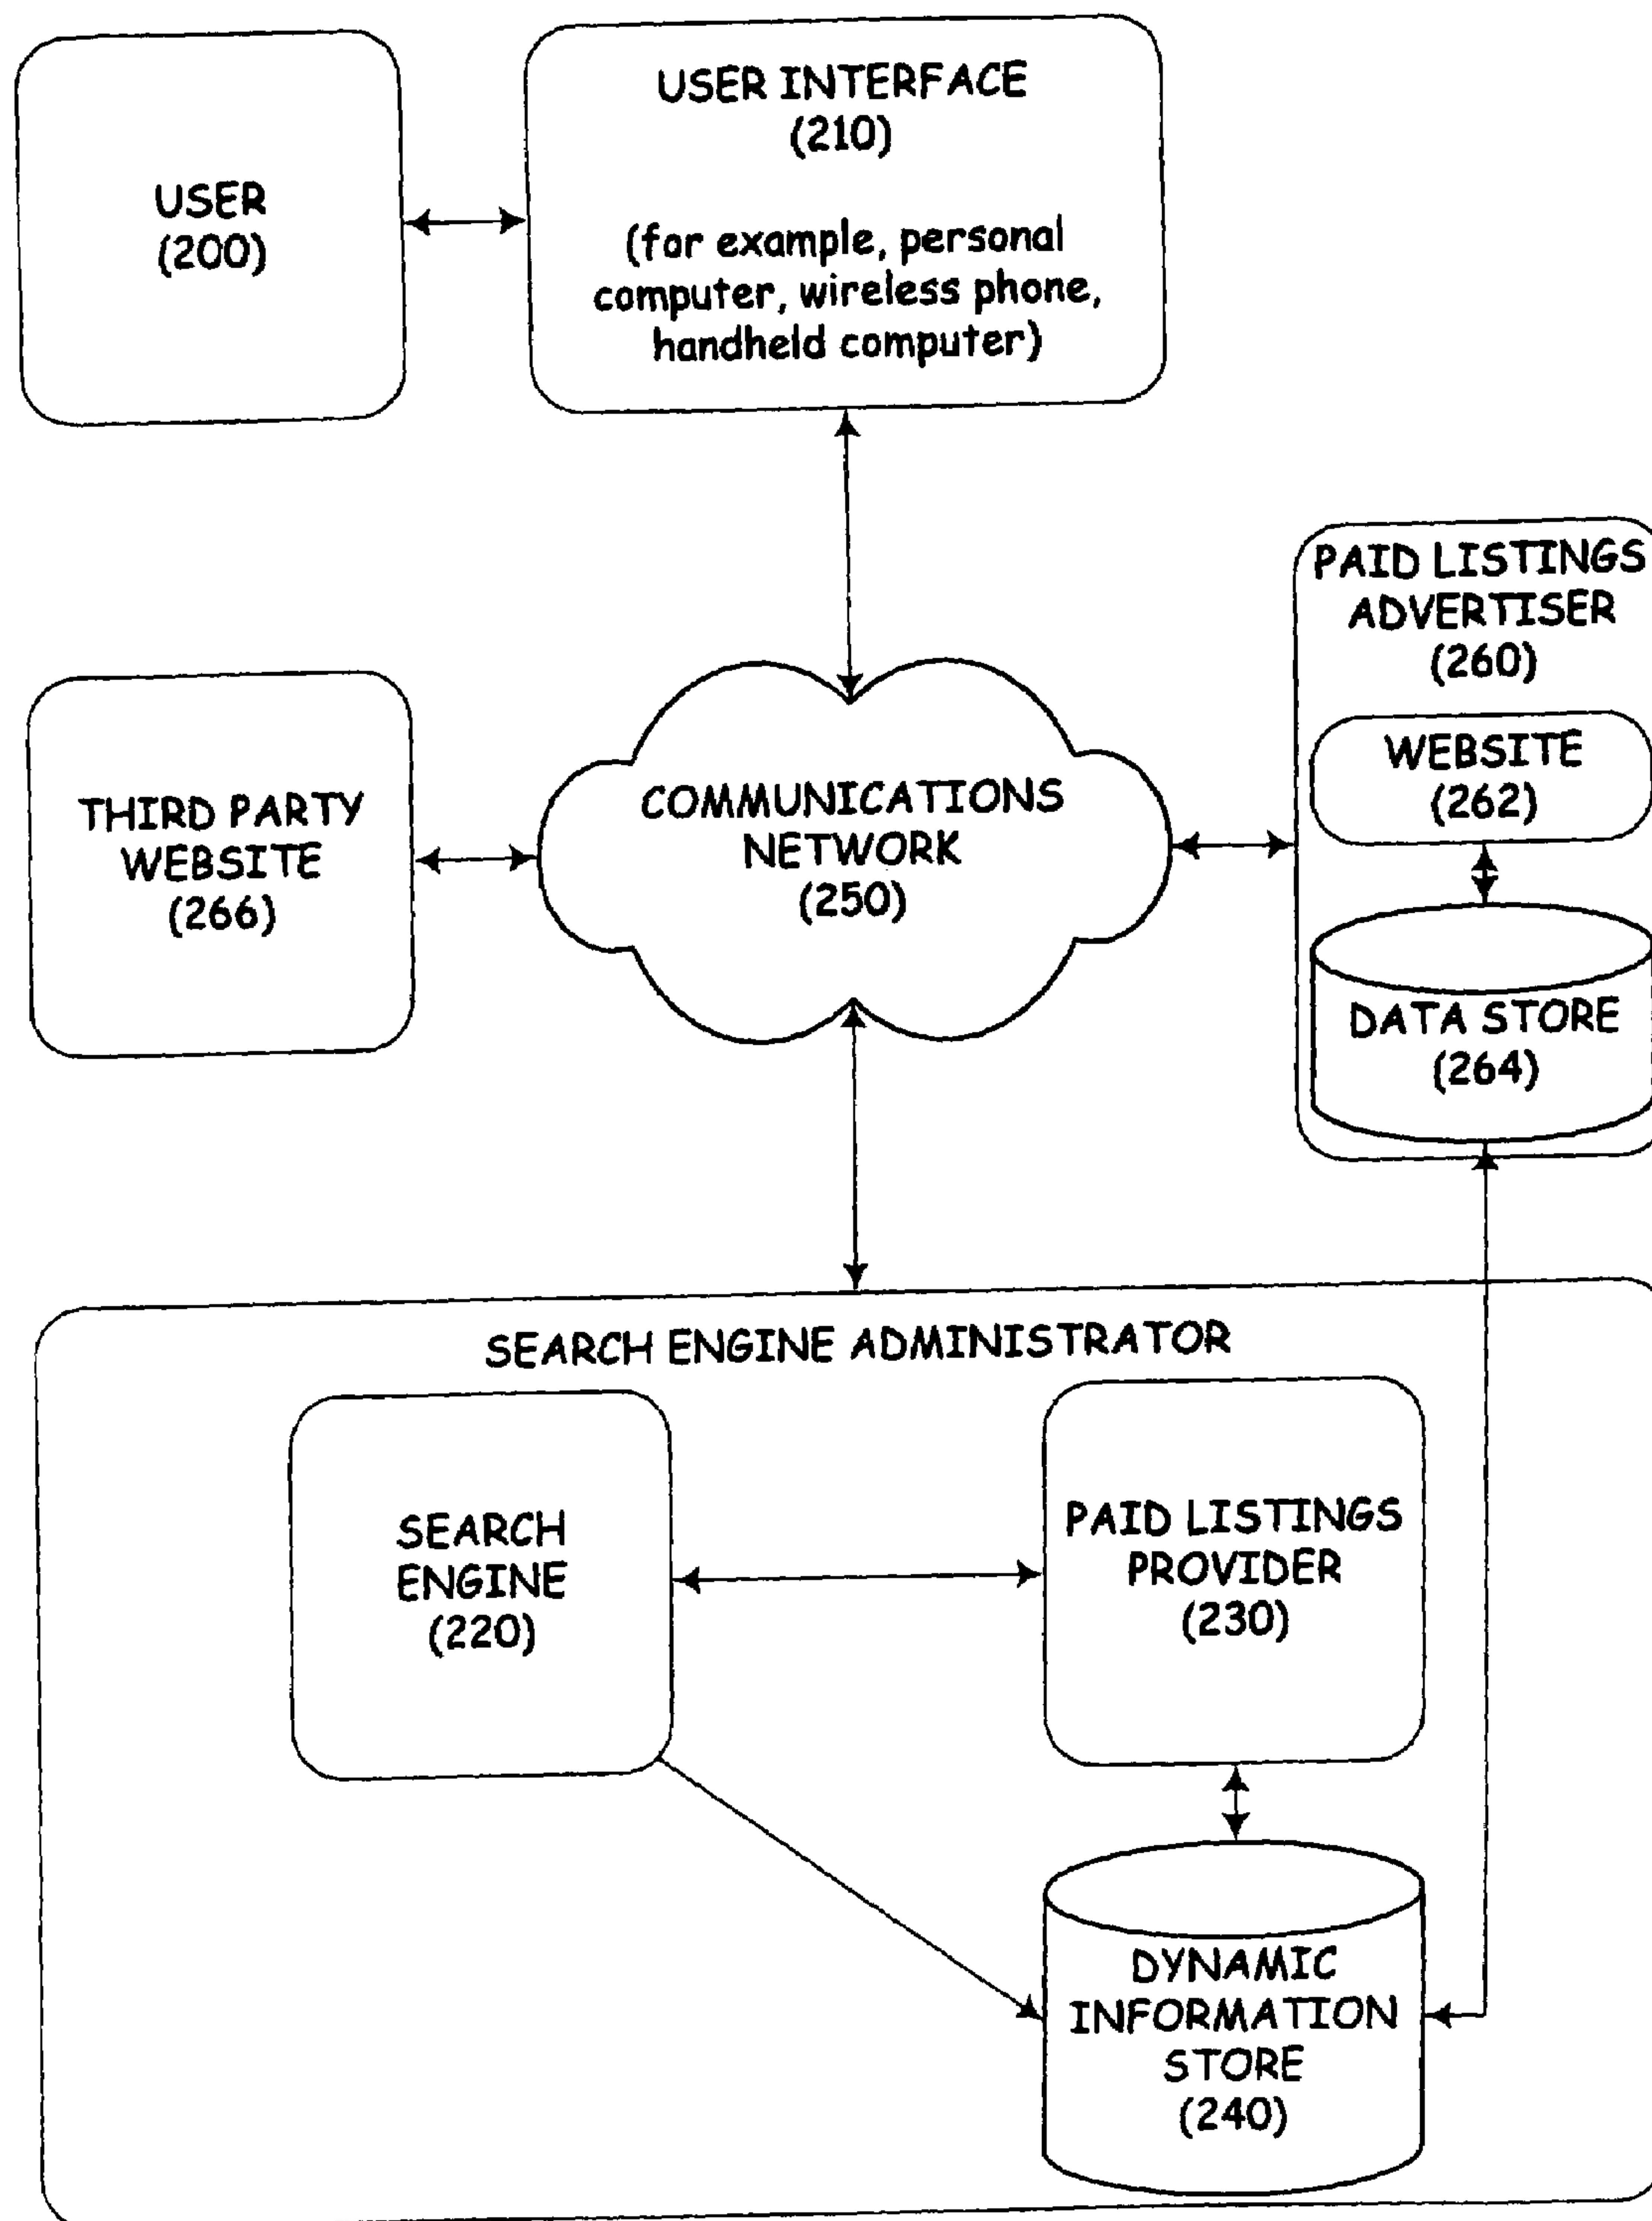 USER
(200)
USER INTERFACE
(210)
(for example, personal
computer, wireless phone,
handheld computer)
PAID LISTINGS
ADVERTISER
(260)
WEBSITE
(262)
DATA STORE
(264)
THIRD PARTY
WEBSITE
(266)
COMMUNICATIONS
NETWORK
(250)
SEARCH ENGINE ADMINISTRATOR
SEARCH
ENGINE
(220)
PAID LISTINGS
PROVIDER
(230)
DYNAMIC
INFORMATION
STORE
(240)